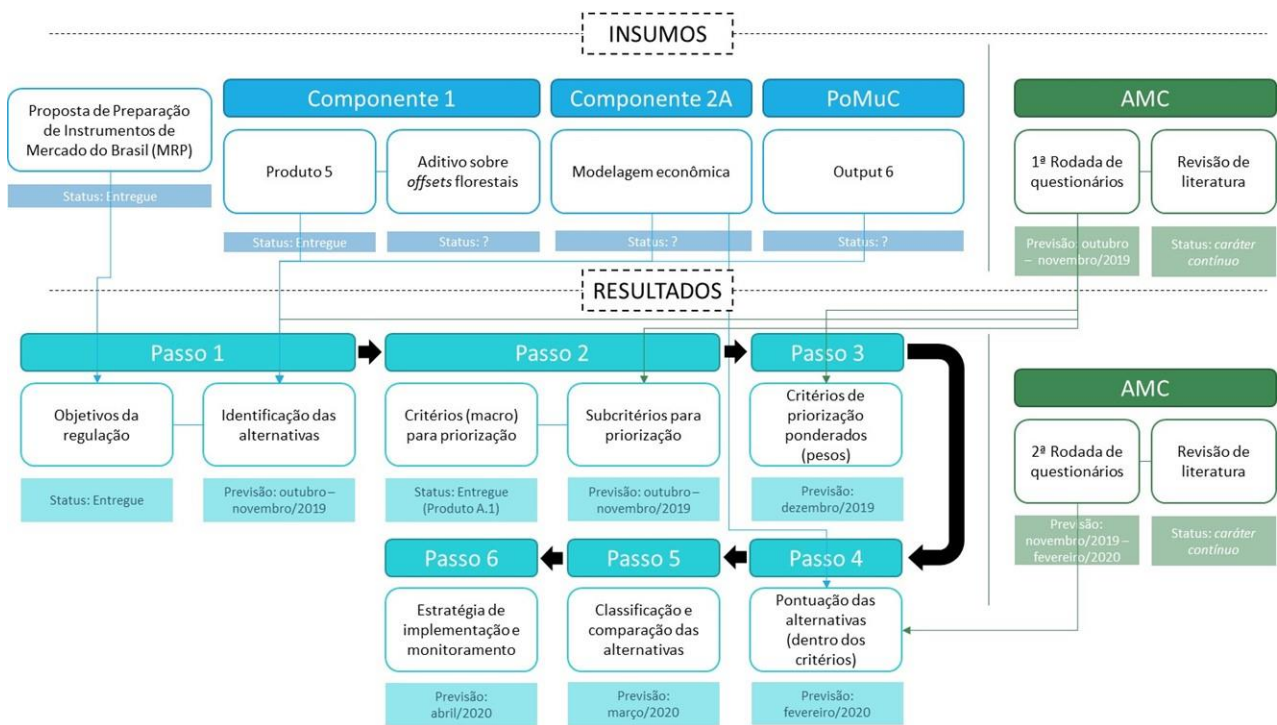 INSUMOS
Proposta de Preparação
de Instrumentos de
Mercado do Brasil (MRP)
Status: Entregue
Componente 1
Produto 5
Status: Entregue
Aditivo sobre
offsets florestais
Status: ?
Componente 2A
Modelagem econômica
Status: ?
PoMuC
Output 6
Status: ?
AMC
1ª Rodada de
questionários
Previsão: outubro
– novembro/2019
Revisão de
literatura
Status: caráter
contínuo
RESULTADOS
Passo 1
Objetivos da
regulação
Status: Entregue
Identificação das
alternativas
Previsão: outubro –
novembro/2019
Passo 2
Critérios (macro)
para priorização
Status: Entregue
(Produto A.1)
Subcritérios para
priorização
Previsão: outubro –
novembro/2019
Passo 3
Critérios de
priorização
ponderados
(pesos)
Previsão:
dezembro/2019
AMC
2ª Rodada de
questionários
Previsão:
novembro/2019 –
fevereiro/2020
Revisão de
literatura
Status: caráter
contínuo
Passo 6
Estratégia de
implementação e
monitoramento
Previsão:
abril/2020
Passo 5
Classificação e
comparação das
alternativas
Previsão:
março/2020
Passo 4
Pontuação das
alternativas
(dentro dos
critérios)
Previsão:
fevereiro/2020